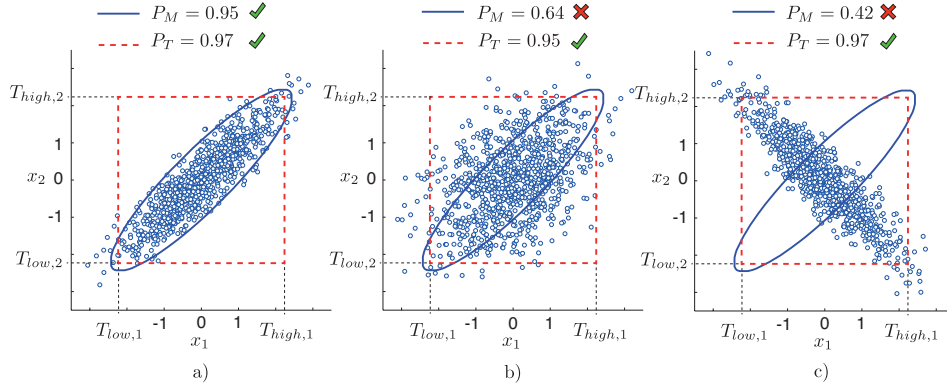 P_M = 0.95
P_T = 0.97
T_{high,2}
1
x_2 0
-1
T_{low,2}
T_{low,1} -1 0 1 T_{high,1}
x_1
a)
P_M = 0.64
P_T = 0.95
T_{high,2}
1
x_2 0
-1
T_{low,2}
T_{low,1} -1 0 1 T_{high,1}
x_1
b)
P_M = 0.42
P_T = 0.97
T_{high,2}
1
x_2 0
-1
T_{low,2}
T_{low,1} -1 0 1 T_{high,1}
x_1
c)